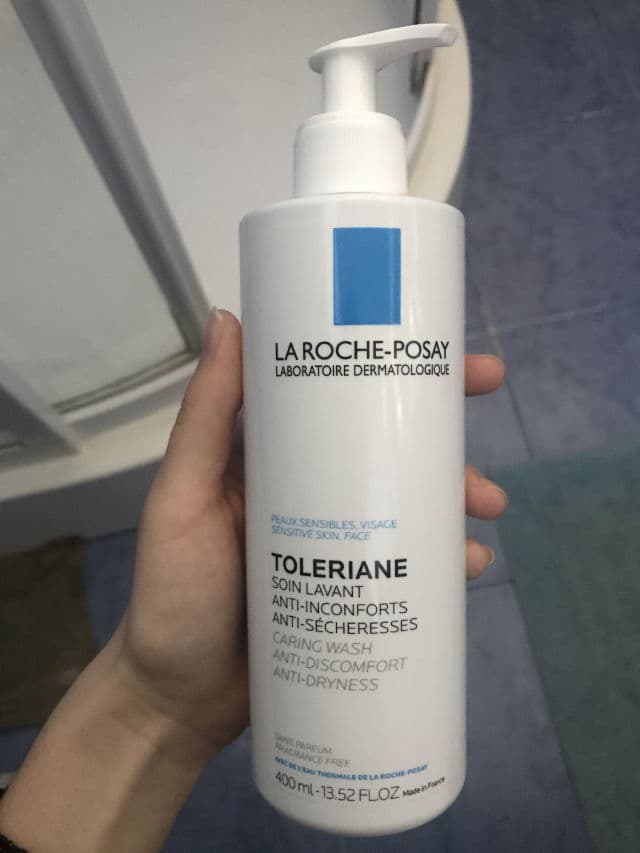 LA ROCHE-POSAY
LABORATOIRE DERMATOLOGIQUE
PEAUX SENSIBLES, VISAGE
SENSITIVE SKIN, FACE
TOLERIANE
SOIN LAVANT
ANTI-INCONFORTS
ANTI-SÉCHERESSES
CARING WASH
ANTI-DISCOMFORT
ANTI-DRYNESS
SANS PARFUM
FRAGRANCE FREE
AVEC DE L'EAU THERMALE DE LA ROCHE-POSAY
400 ml - 13.52 FL.OZ Made in France